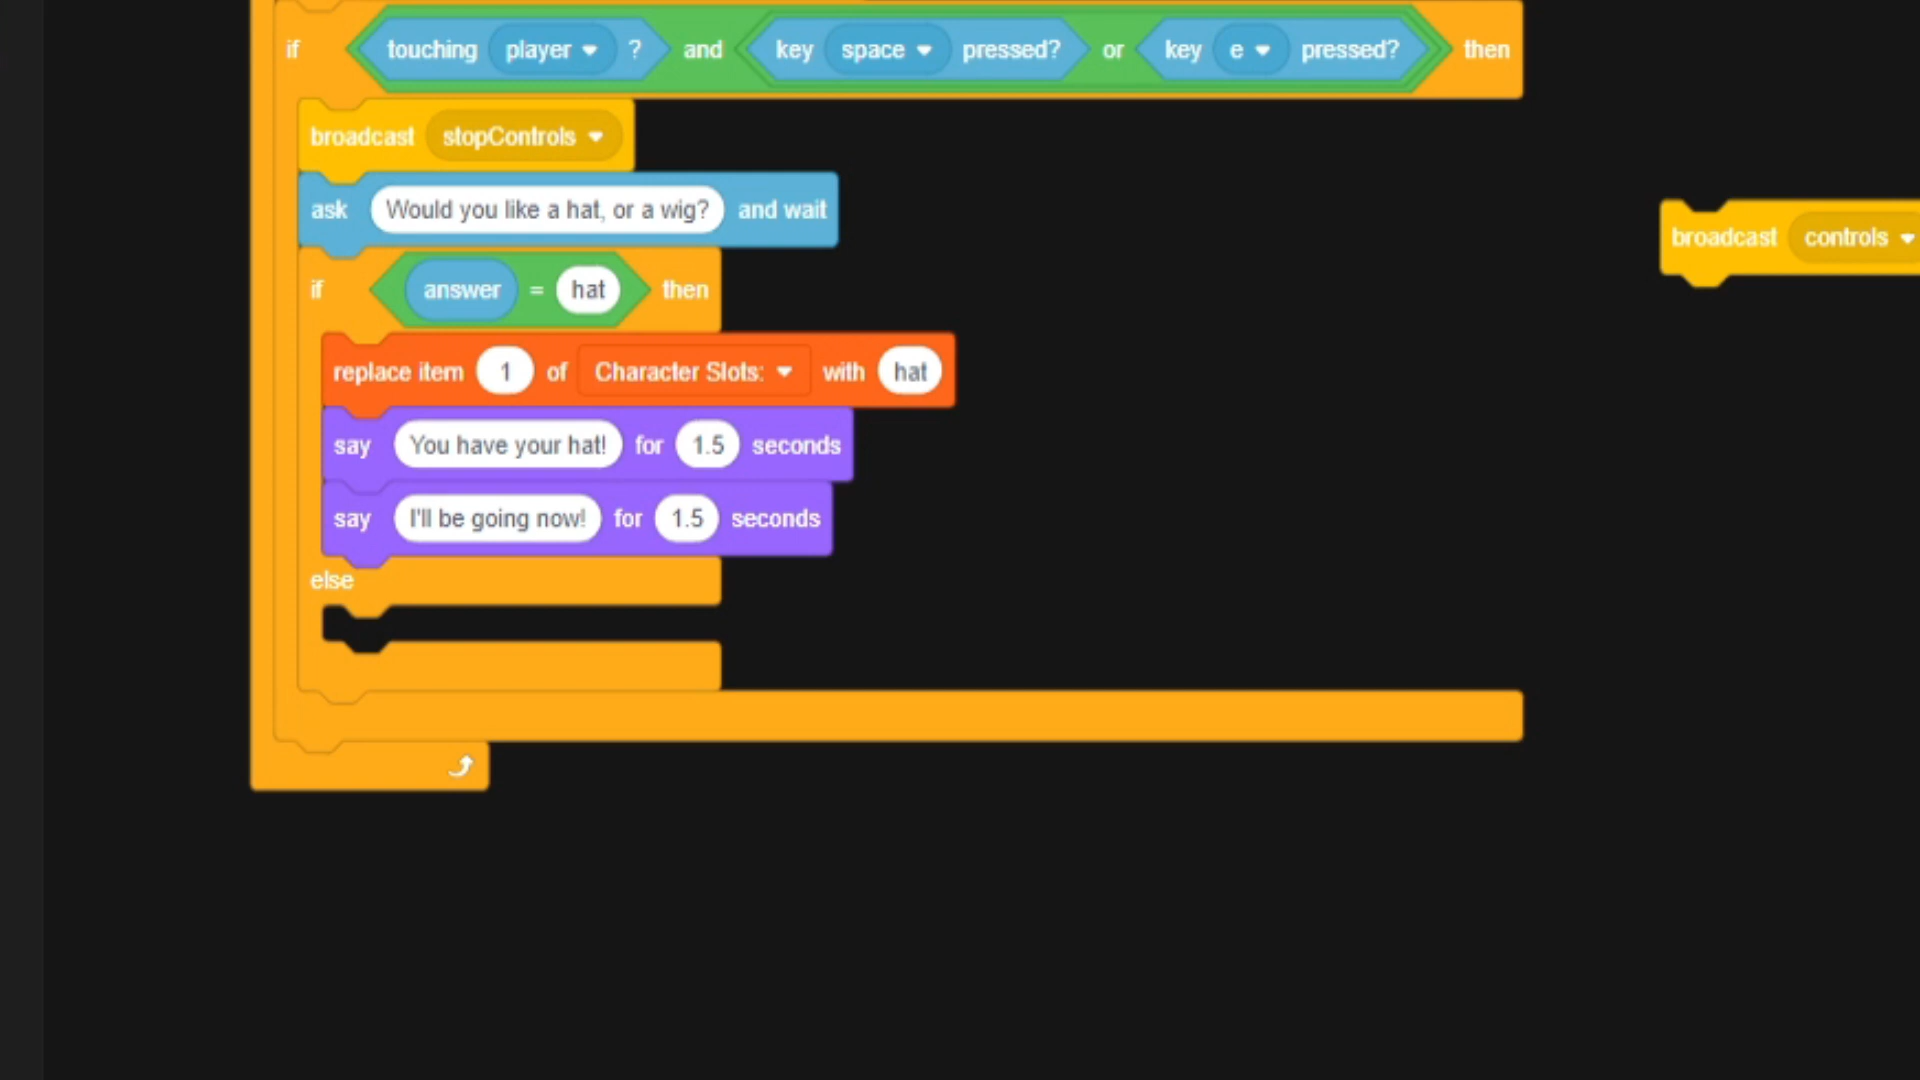 if touching player ? and key space pressed? or key e pressed? then
broadcast stopControls
ask Would you like a hat, or a wig? and wait
broadcast controls
if answer = hat then
replace item 1 of Character Slots: with hat
say You have your hat! for 1.5 seconds
say I'll be going now! for 1.5 seconds
else